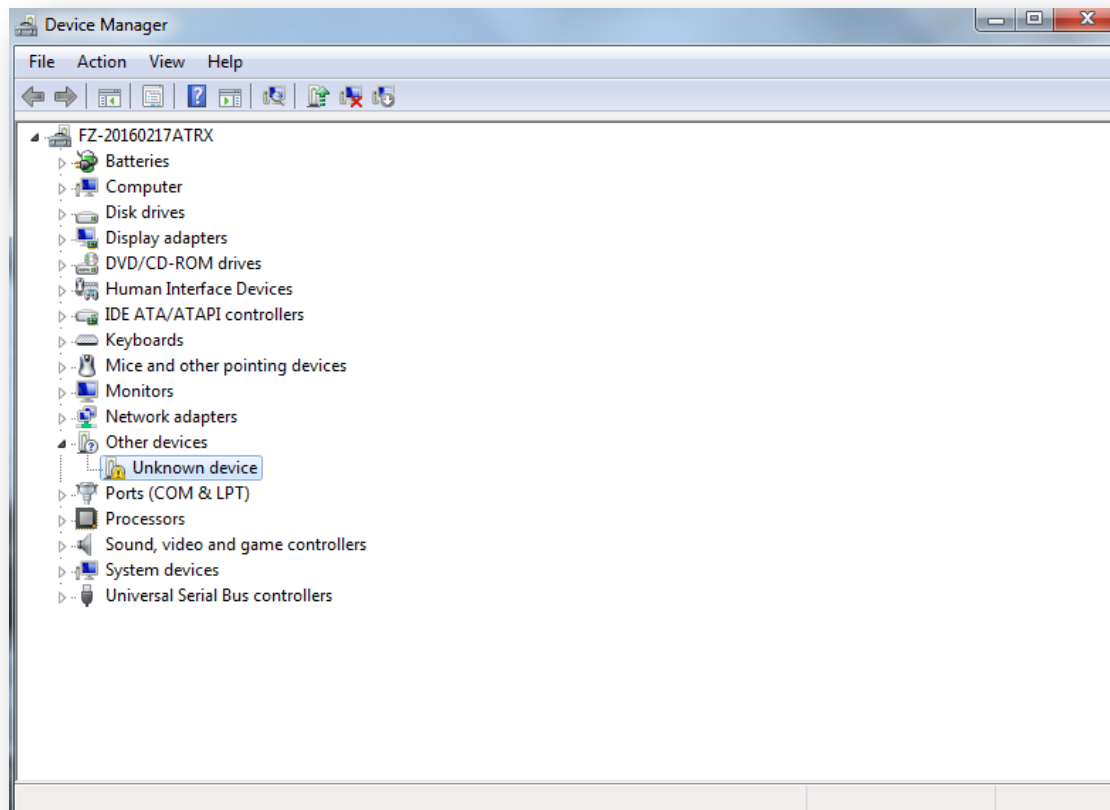 Device Manager
File Action View Help
FZ-20160217ATRX
Batteries
Computer
Disk drives
Display adapters
DVD/CD-ROM drives
Human Interface Devices
IDE ATA/ATAPI controllers
Keyboards
Mice and other pointing devices
Monitors
Network adapters
Other devices
Unknown device
Ports (COM & LPT)
Processors
Sound, video and game controllers
System devices
Universal Serial Bus controllers